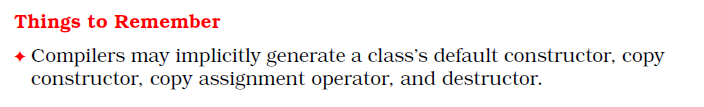 Things to Remember
✦ Compilers may implicitly generate a class’s default constructor, copy
constructor, copy assignment operator, and destructor.